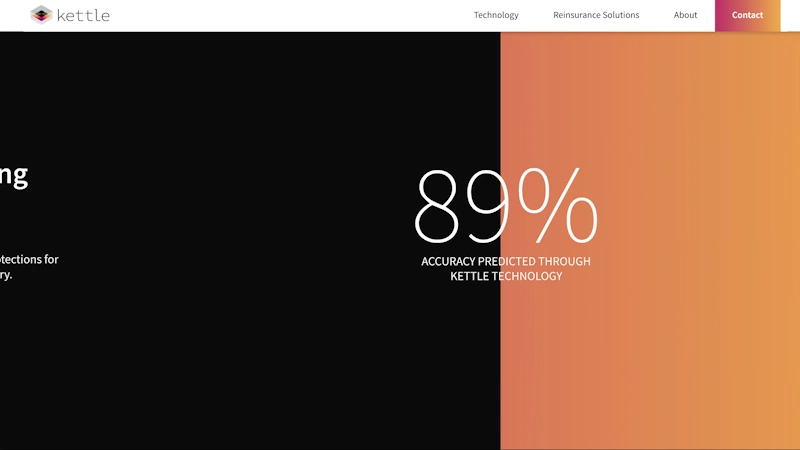 kettle
Technology
Reinsurance Solutions
About
Contact
ng
89%
tections for
ry.
ACCURACY PREDICTED THROUGH
KETTLE TECHNOLOGY